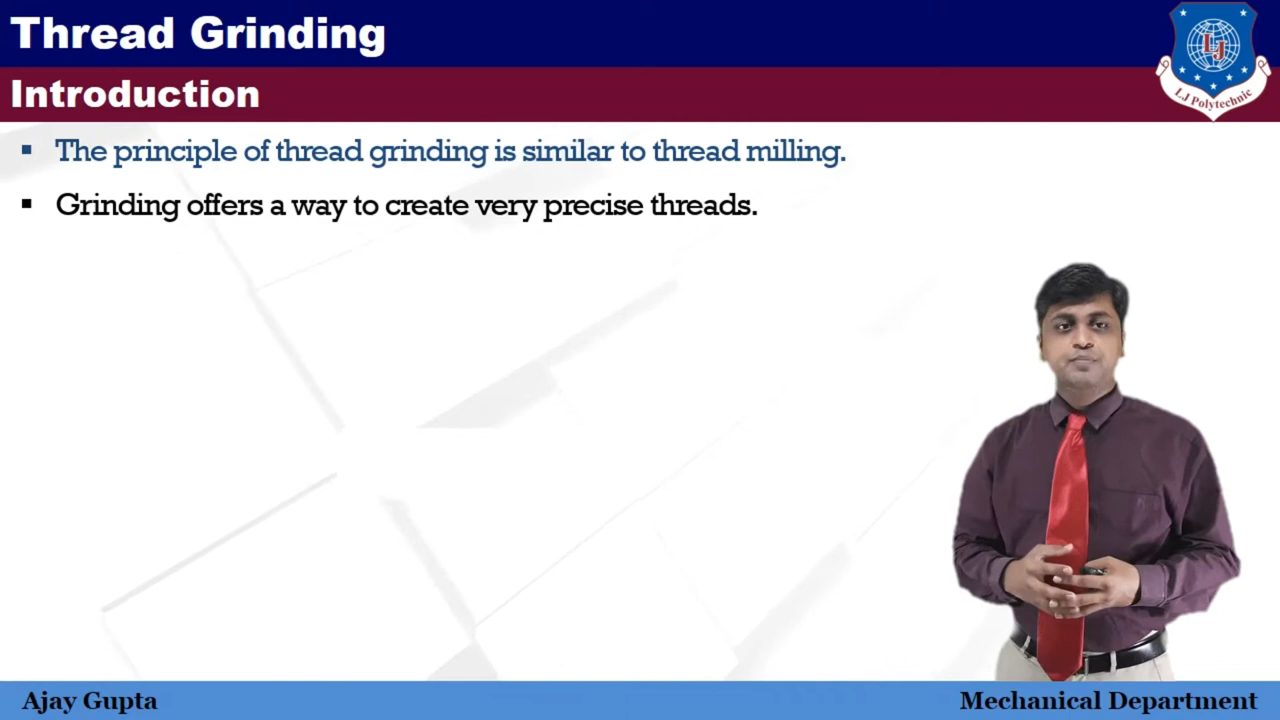 Thread Grinding
Introduction
LJ
L.J Polytechnic
▪ The principle of thread grinding is similar to thread milling.
▪ Grinding offers a way to create very precise threads.
Ajay Gupta
Mechanical Department